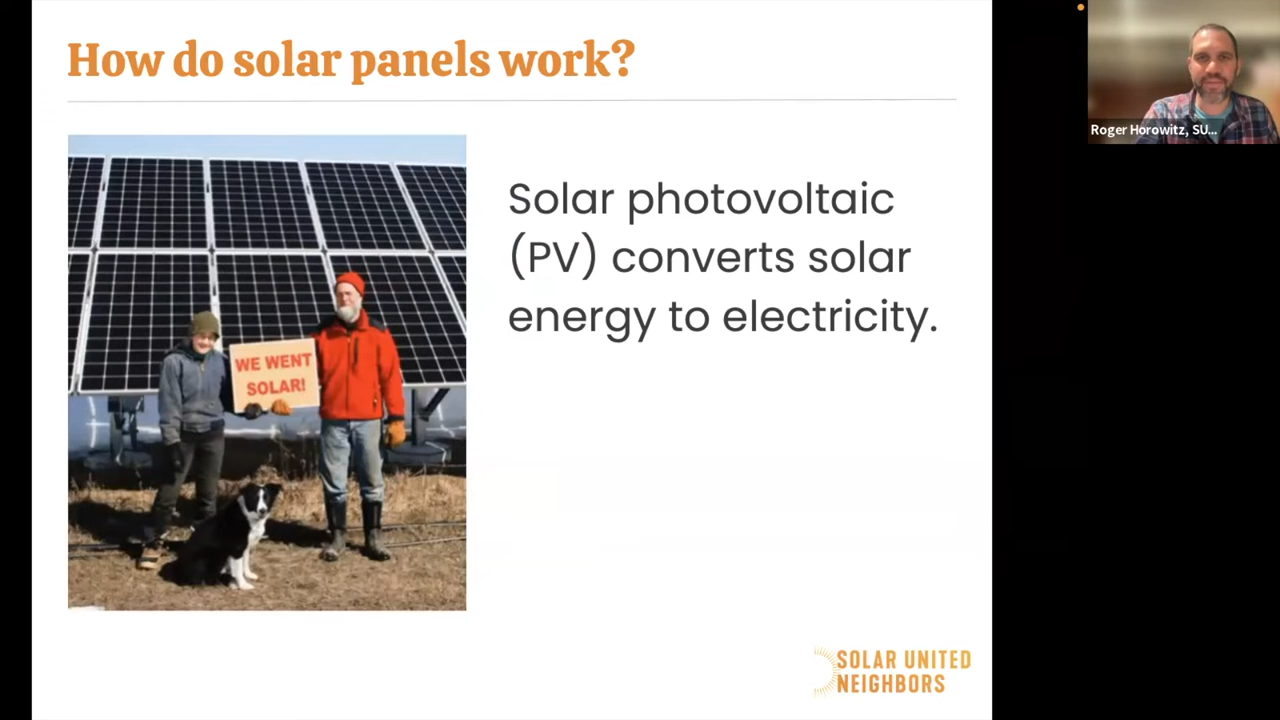 How do solar panels work?
Roger Horowitz, SU...
Solar photovoltaic
(PV) converts solar
energy to electricity.
WE WENT
SOLAR!
SOLAR UNITED
NEIGHBORS